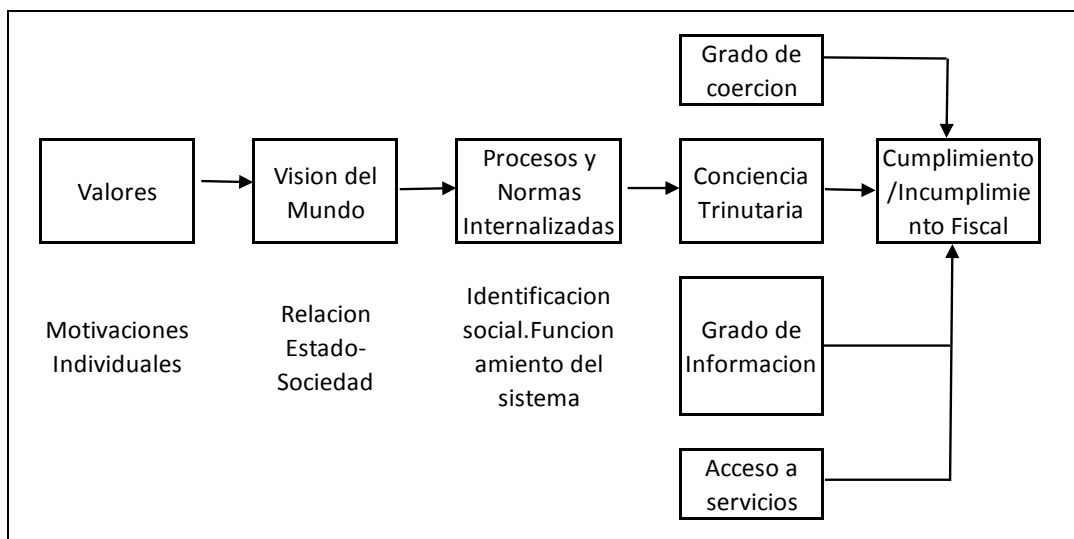 Grado de
coercion
Valores
Vision del
Mundo
Procesos y
Normas
Internalizadas
Conciencia
Trinutaria
Cumplimiento
/Incumplimie
nto Fiscal
Motivaciones
Individuales
Relacion
Estado-
Sociedad
Identificacion
social.Funcion
amiento del
sistema
Grado de
Informacion
Acceso a
servicios